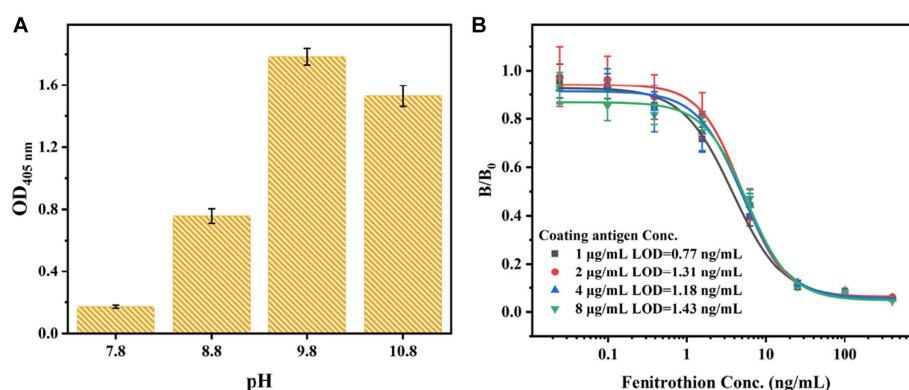 A
OD405 nm
1.6
1.2
0.8
0.4
0.0
7.8 8.8 9.8 10.8
pH
B
B/B0
1.0
0.8
0.6
0.4
0.2
0.0
Coating antigen Conc.
1 μg/mL LOD=0.77 ng/mL
2 μg/mL LOD=1.31 ng/mL
4 μg/mL LOD=1.18 ng/mL
8 μg/mL LOD=1.43 ng/mL
0.1 1 10 100
Fenitrothion Conc. (ng/mL)